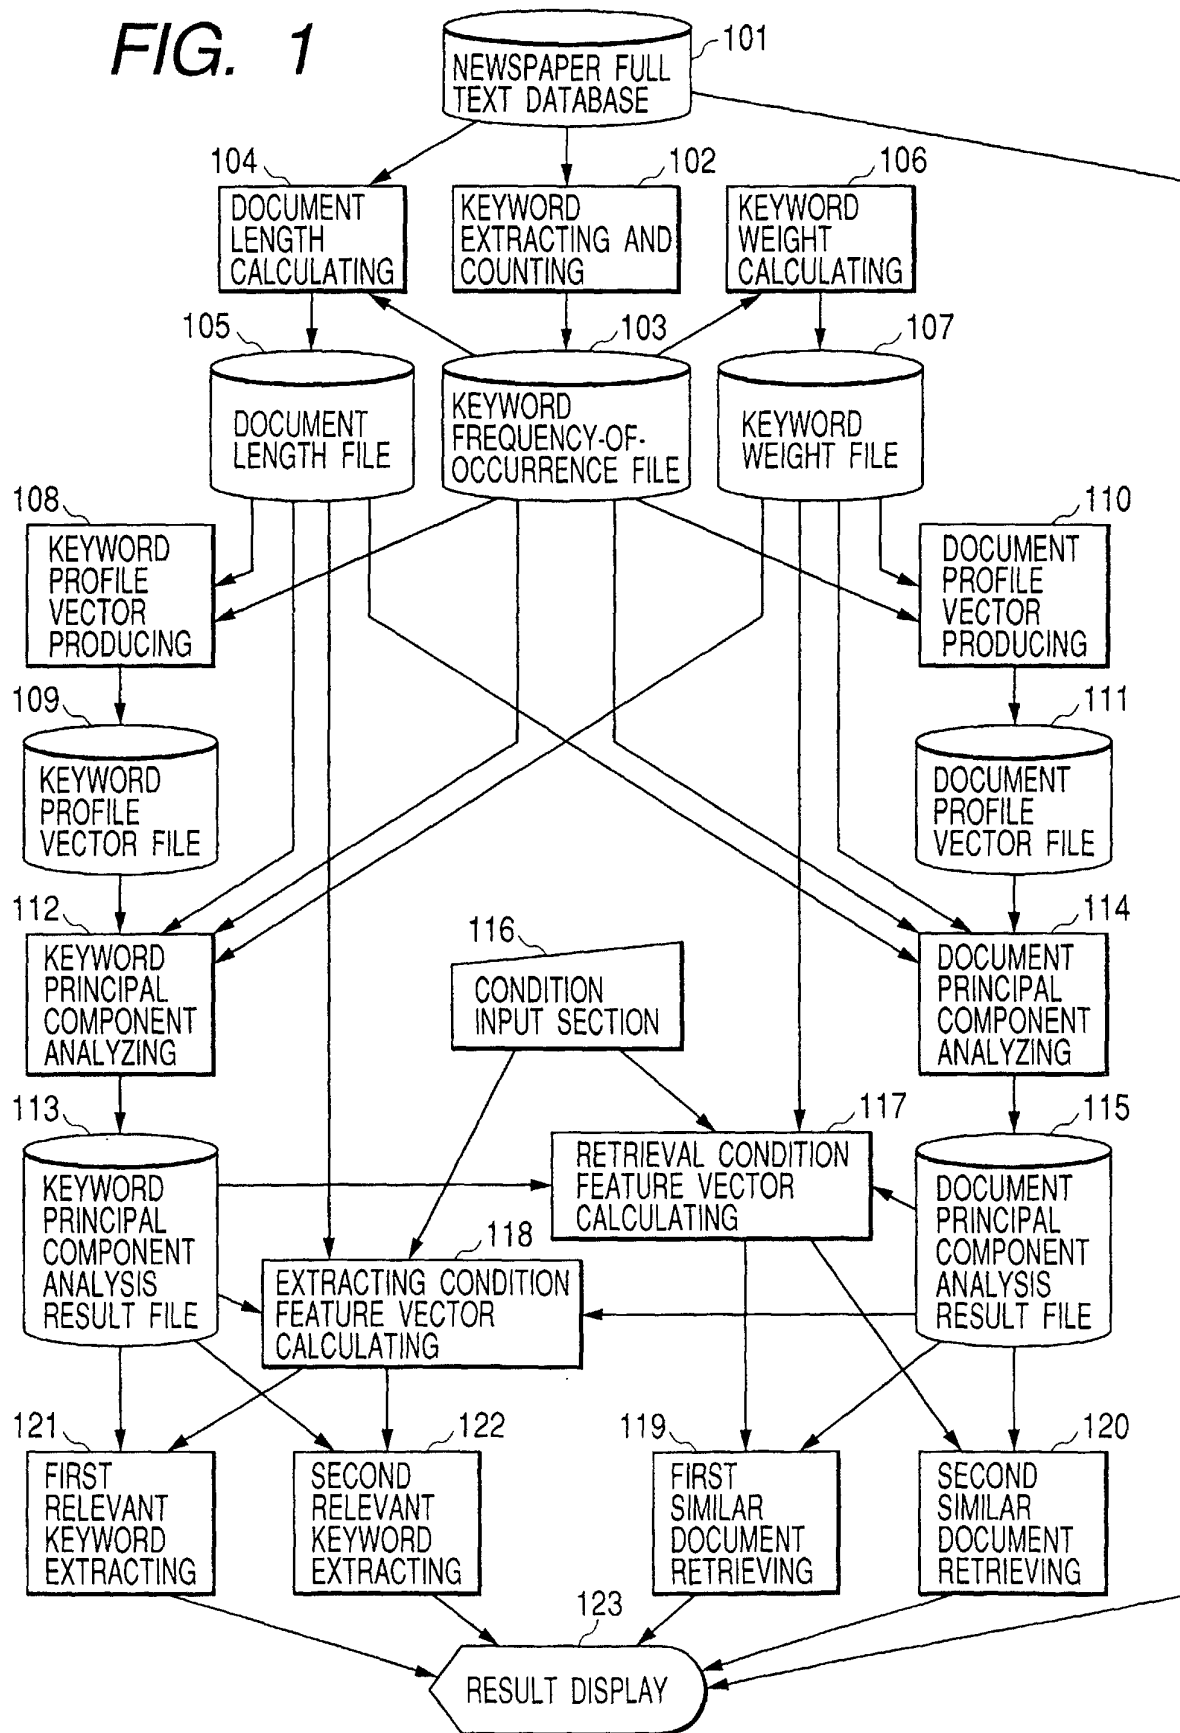 FIG. 1
101
NEWSPAPER FULL
TEXT DATABASE
104
DOCUMENT
LENGTH
CALCULATING
102
KEYWORD
EXTRACTING AND
COUNTING
106
KEYWORD
WEIGHT
CALCULATING
105
DOCUMENT
LENGTH FILE
103
KEYWORD
FREQUENCY-OF-
OCCURRENCE FILE
107
KEYWORD
WEIGHT FILE
108
KEYWORD
PROFILE
VECTOR
PRODUCING
110
DOCUMENT
PROFILE
VECTOR
PRODUCING
109
KEYWORD
PROFILE
VECTOR FILE
111
DOCUMENT
PROFILE
VECTOR FILE
112
KEYWORD
PRINCIPAL
COMPONENT
ANALYZING
116
CONDITION
INPUT SECTION
114
DOCUMENT
PRINCIPAL
COMPONENT
ANALYZING
113
KEYWORD
PRINCIPAL
COMPONENT
ANALYSIS
RESULT FILE
117
RETRIEVAL CONDITION
FEATURE VECTOR
CALCULATING
115
DOCUMENT
PRINCIPAL
COMPONENT
ANALYSIS
RESULT FILE
118
EXTRACTING CONDITION
FEATURE VECTOR
CALCULATING
121
FIRST
RELEVANT
KEYWORD
EXTRACTING
122
SECOND
RELEVANT
KEYWORD
EXTRACTING
119
FIRST
SIMILAR
DOCUMENT
RETRIEVING
120
SECOND
SIMILAR
DOCUMENT
RETRIEVING
123
RESULT DISPLAY